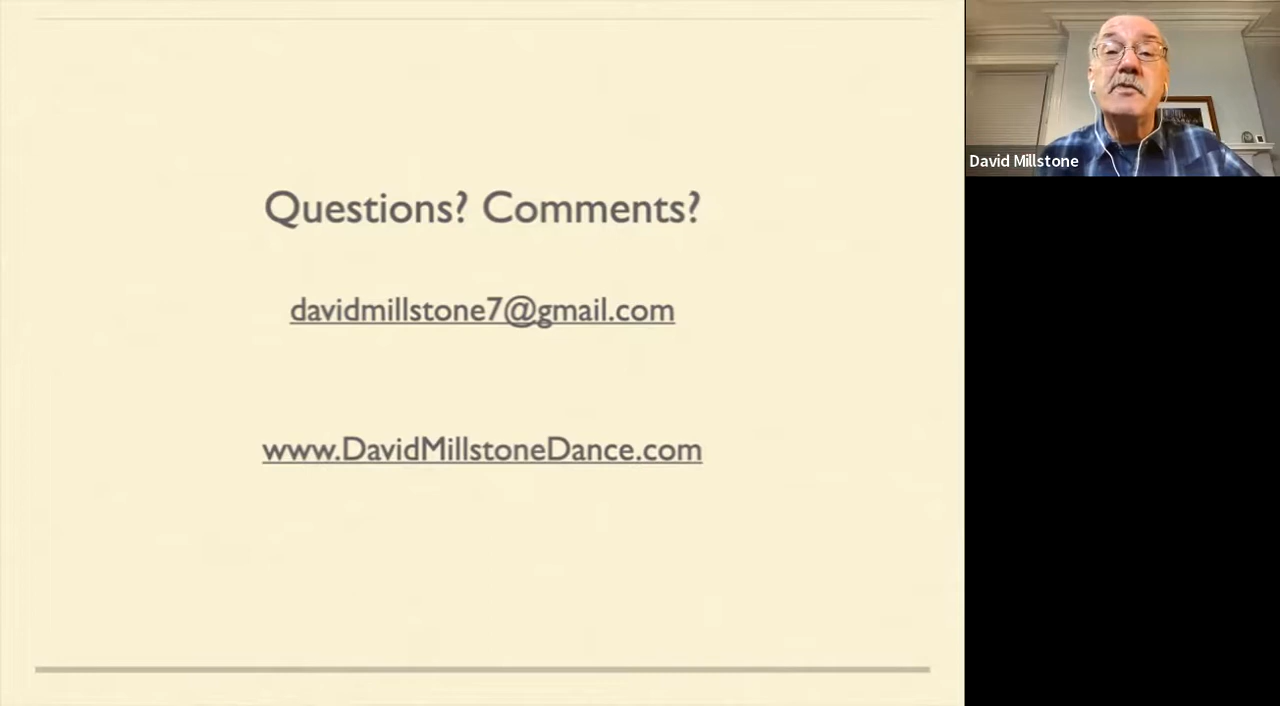 Questions? Comments?
davidmillstone7@gmail.com
www.DavidMillstoneDance.com
David Millstone